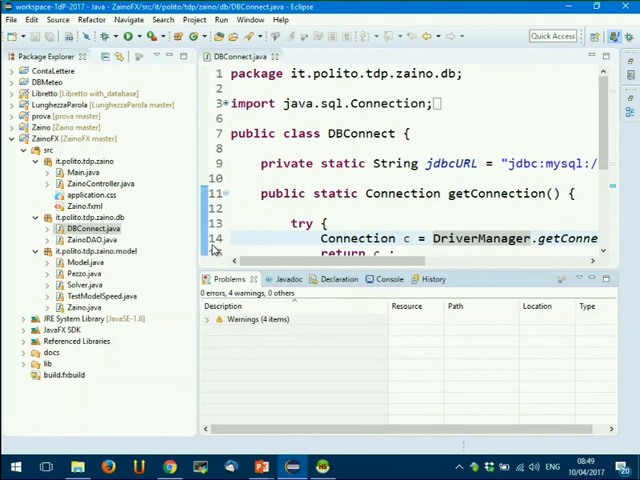 workspace-TdP-2017 - Java - ZainoFX/src/it/polito/tdp/zaino/db/DBConnect.java - Eclipse
File Edit Source Refactor Navigate Search Project Run Window Help
Quick Access
Package Explorer
ContaLettere
DBMeteo
Libretto [Libretto with_database]
LunghezzaParola [LunghezzaParola master]
prova [prova master]
Zaino [Zaino master]
ZainoFX [Zaino master]
src
it.polito.tdp.zaino
Main.java
ZainoController.java
application.css
Zaino.fxml
it.polito.tdp.zaino.db
DBConnect.java
ZainoDAO.java
it.polito.tdp.zaino.model
Model.java
Pezzo.java
Solver.java
TestModelSpeed.java
Zaino.java
JRE System Library [JavaSE-1.8]
JavaFX SDK
Referenced Libraries
docs
lib
build.fxbuild
DBConnect.java
1 package it.polito.tdp.zaino.db;
2
3 import java.sql.Connection;
6
7 public class DBConnect {
8
9 private static String jdbcURL = "jdbc:mysql:/
10
11 public static Connection getConnection() {
12
13 try {
14 Connection c = DriverManager.getConne
return c ;
Problems Javadoc Declaration Console History
0 errors, 4 warnings, 0 others
Description Resource Path Location Type
Warnings (4 items)
08:49
10/04/2017
20